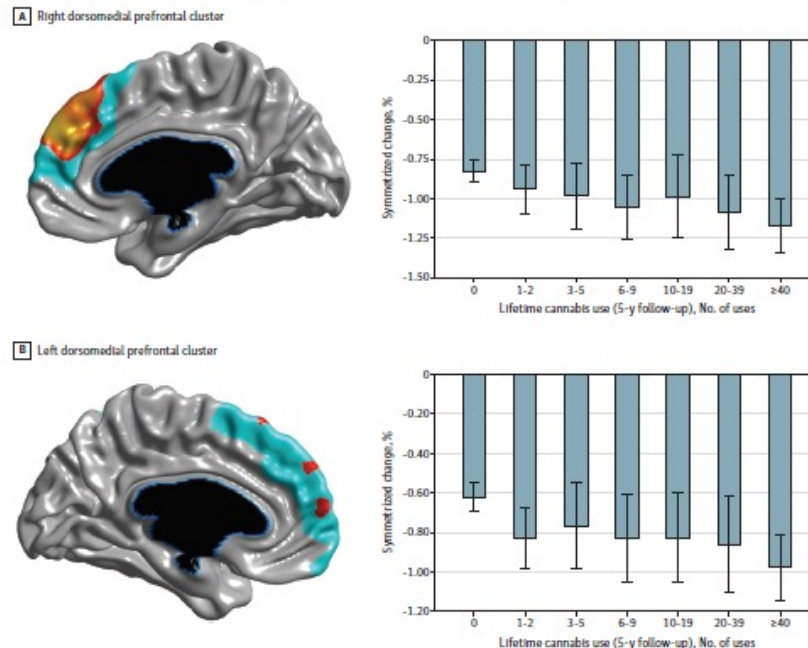 A Right dorsomedial prefrontal cluster
Symmetrized change, %
0
-0.25
-0.50
-0.75
-1.00
-1.25
-1.50
0 1-2 3-5 6-9 10-19 20-39 ≥40
Lifetime cannabis use (5-y follow-up), No. of uses
B Left dorsomedial prefrontal cluster
Symmetrized change, %
0
-0.20
-0.40
-0.60
-0.80
-1.00
-1.20
0 1-2 3-5 6-9 10-19 20-39 ≥40
Lifetime cannabis use (5-y follow-up), No. of uses